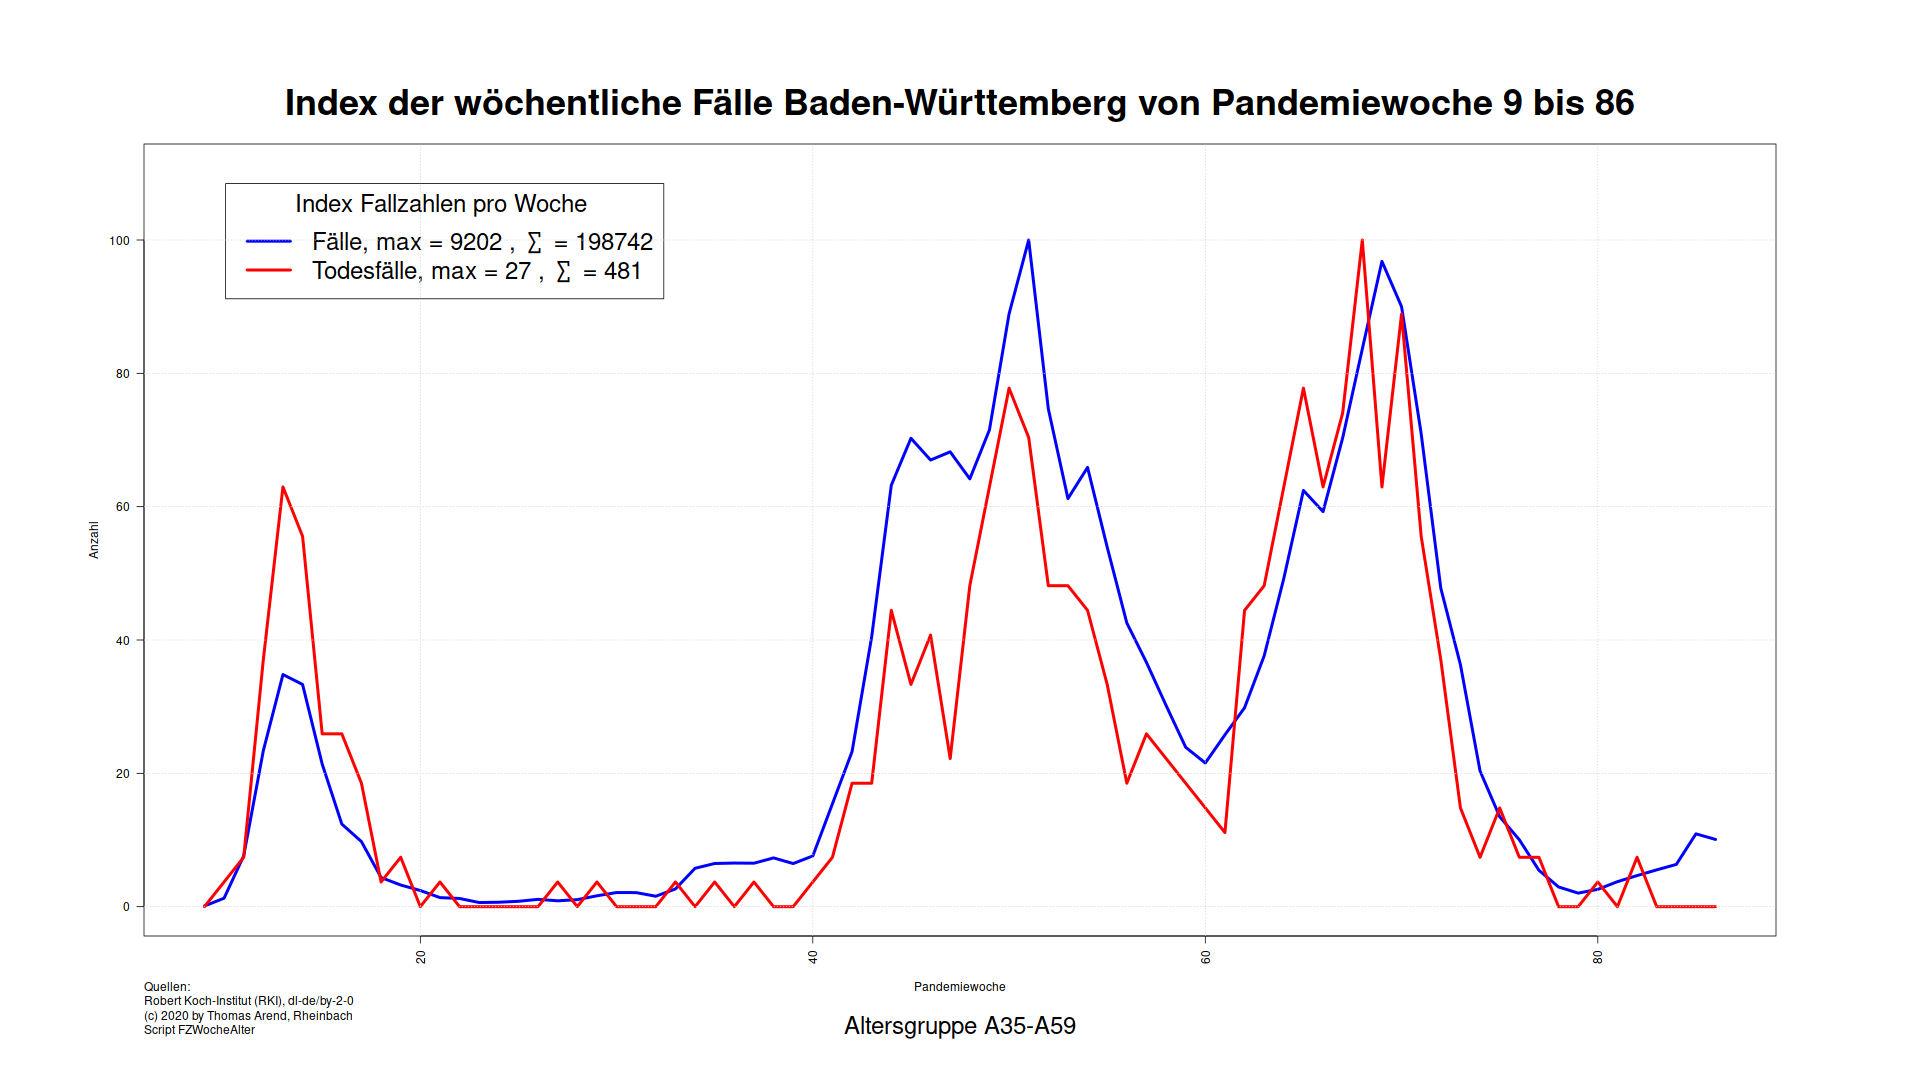 Index der wöchentliche Fälle Baden-Württemberg von Pandemiewoche 9 bis 86
Index Fallzahlen pro Woche
Fälle, max = 9202 , ∑ = 198742
Todesfälle, max = 27 , ∑ = 481
100
80
60
40
20
0
Anzahl
20
40
60
80
Pandemiewoche
Quellen:
Robert Koch-Institut (RKI), dl-de/by-2-0
(c) 2020 by Thomas Arend, Rheinbach
Script FZWocheAlter
Altersgruppe A35-A59